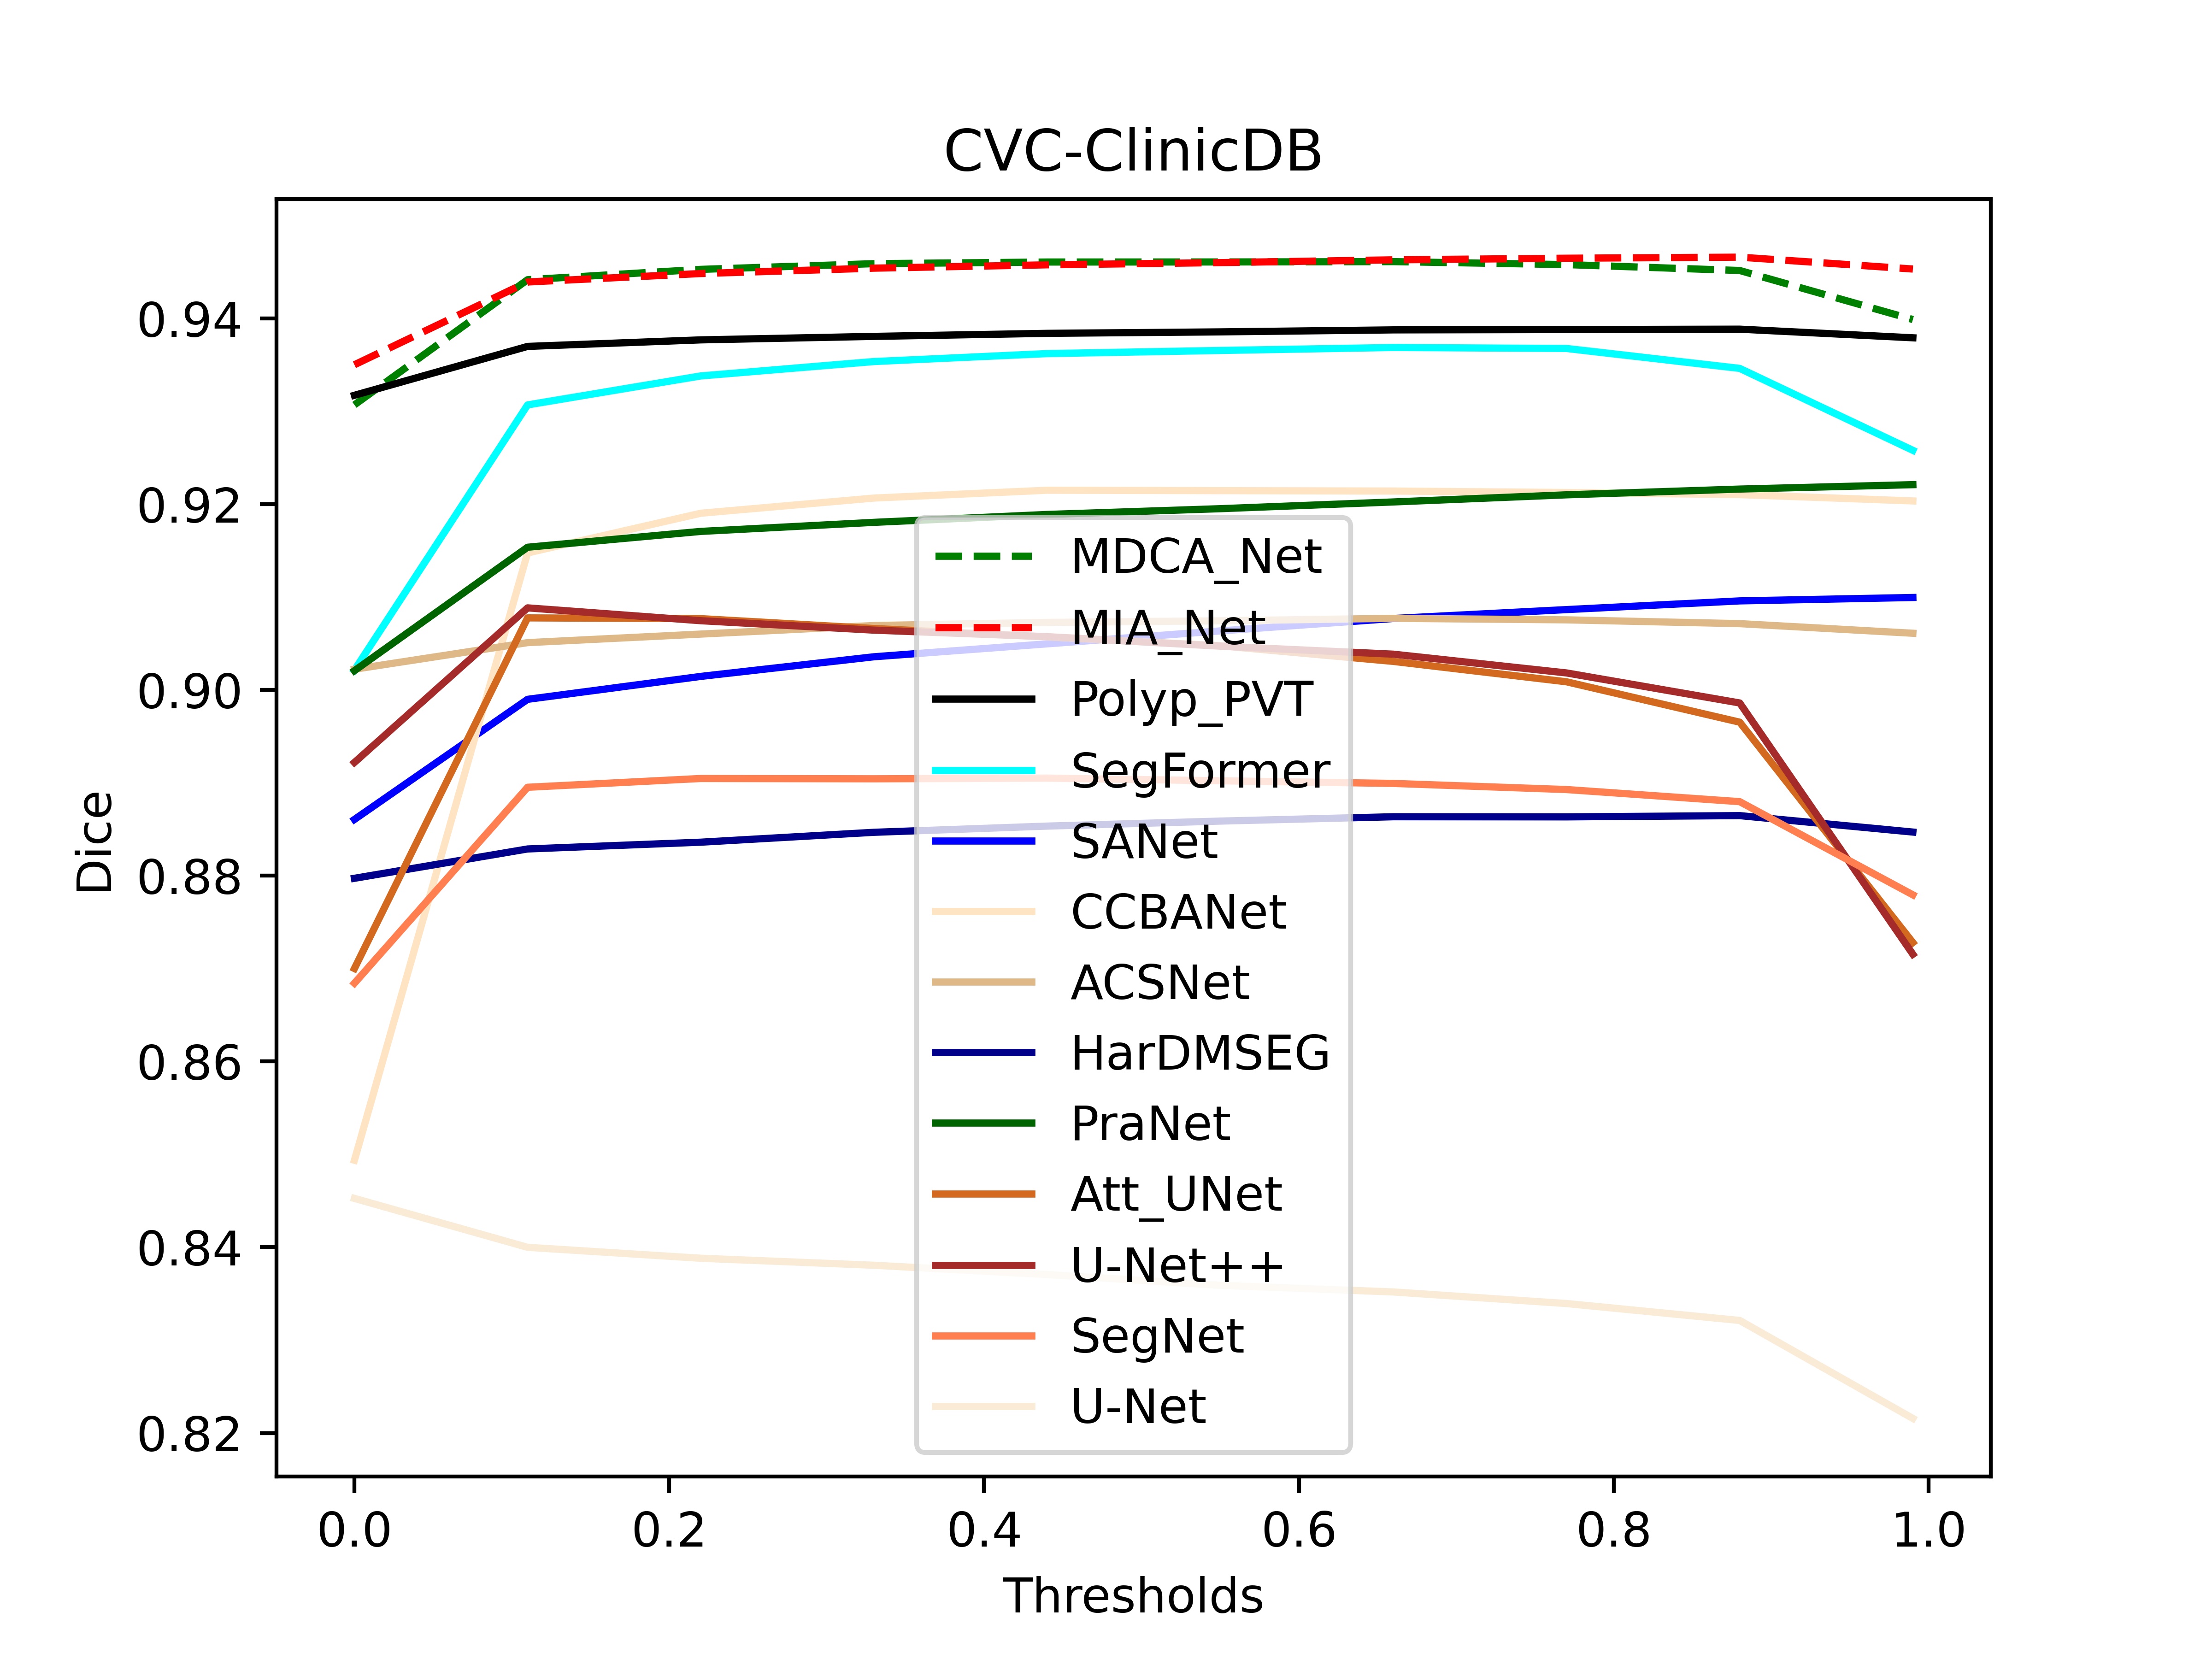 CVC-ClinicDB
Dice
0.94
0.92
0.90
0.88
0.86
0.84
0.82
MDCA_Net
MIA_Net
Polyp_PVT
SegFormer
SANet
CCBANet
ACSNet
HarDMSEG
PraNet
Att_UNet
U-Net++
SegNet
U-Net
0.0 0.2 0.4 0.6 0.8 1.0
Thresholds